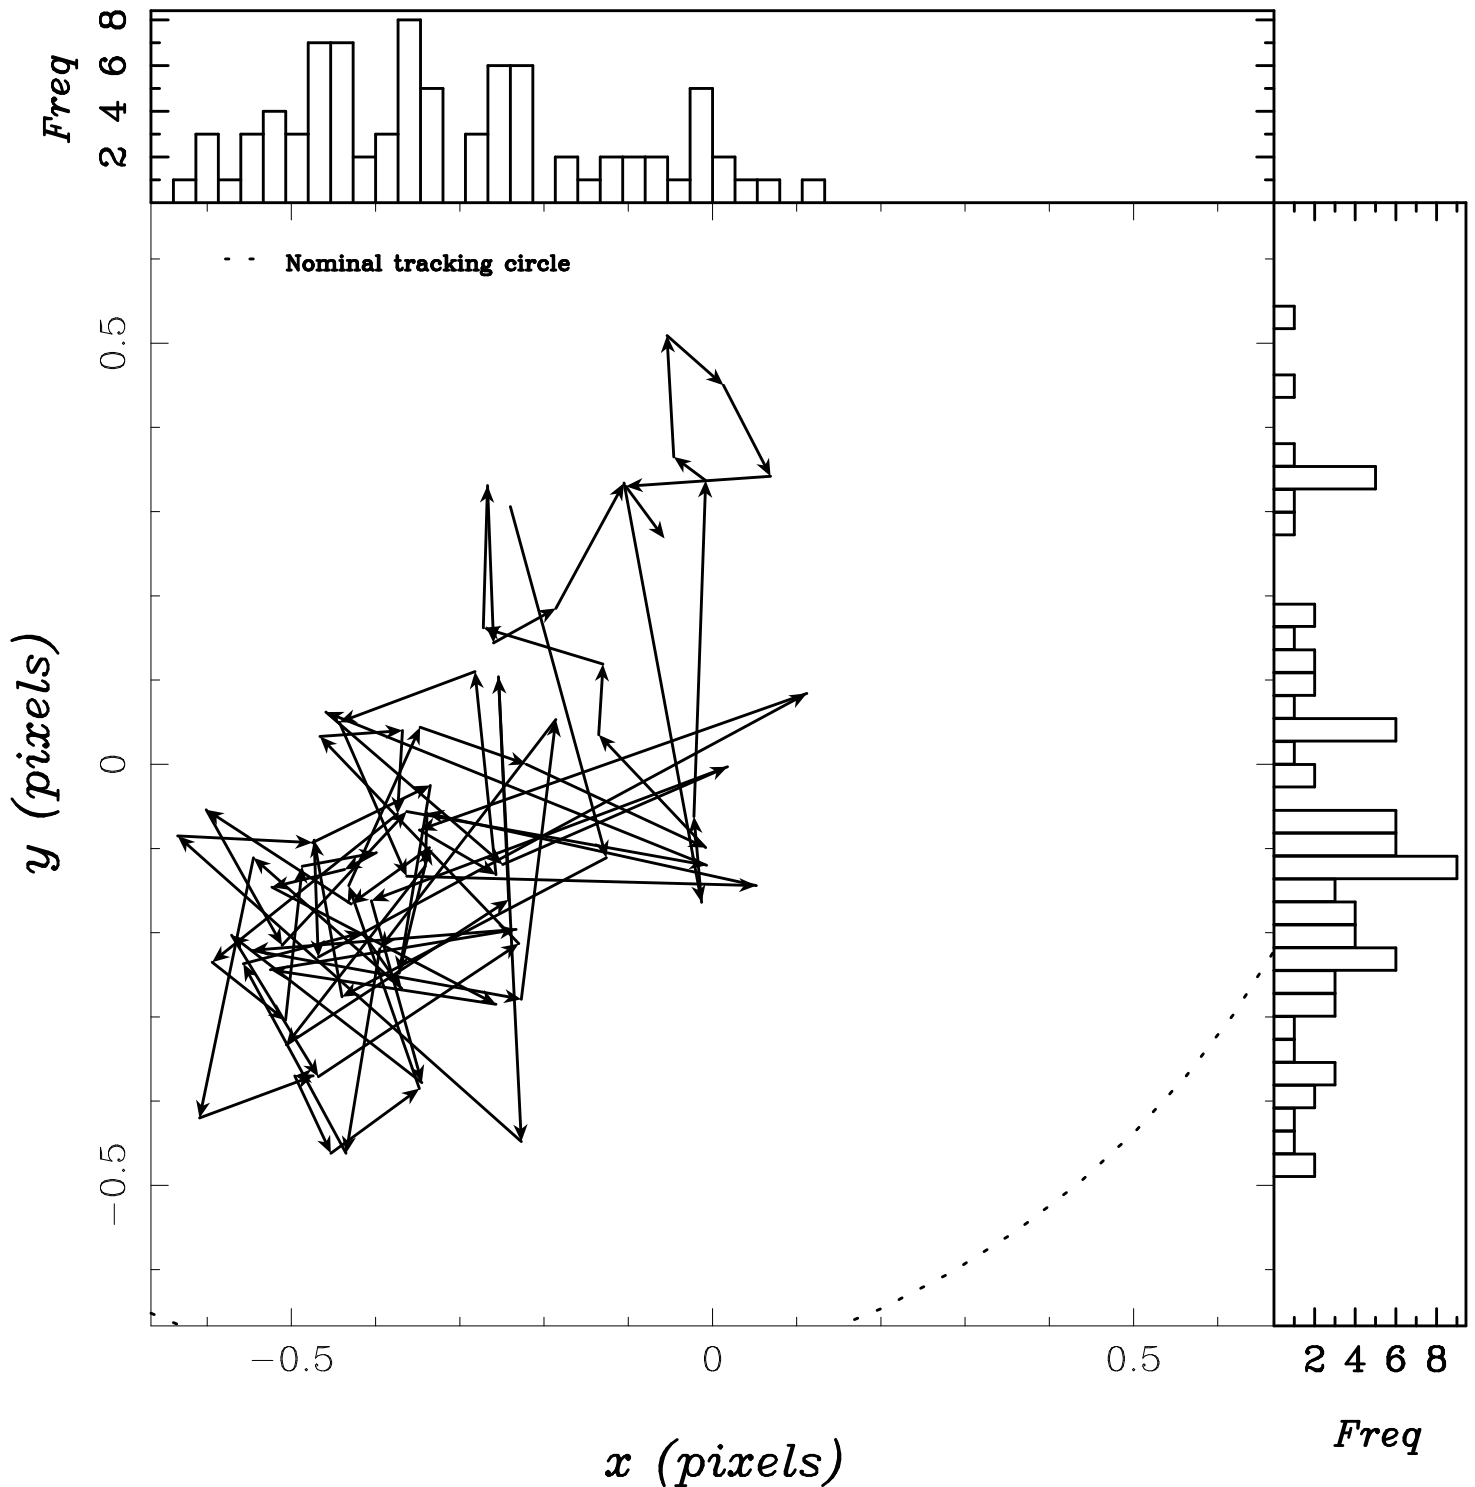 Freq
2 4 6 8
Nominal tracking circle
0.5
0
−0.5
y (pixels)
−0.5 0 0.5
2 4 6 8
x (pixels)
Freq